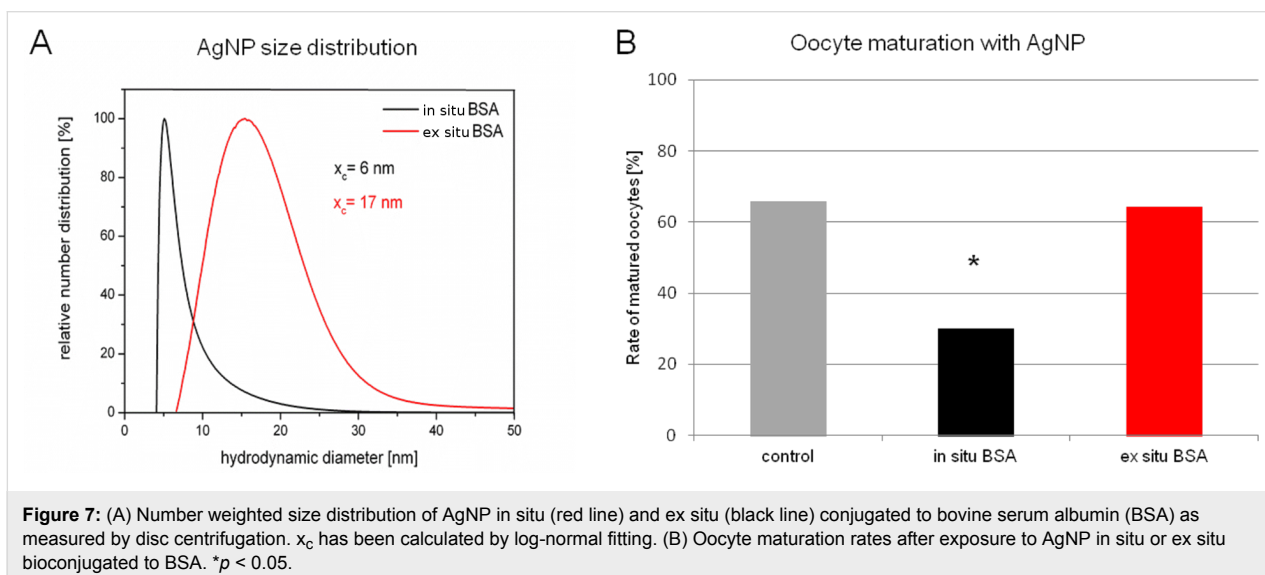 A
AgNP size distribution
in situ BSA
ex situ BSA
x_c= 6 nm
x_c= 17 nm
relative number distribution [%]
100
80
60
40
20
0
0 10 20 30 40 50
hydrodynamic diameter [nm]
B
Oocyte maturation with AgNP
Rate of matured oocytes [%]
100
80
60
40
20
0
*
control in situ BSA ex situ BSA
Figure 7: (A) Number weighted size distribution of AgNP in situ (red line) and ex situ (black line) conjugated to bovine serum albumin (BSA) as
measured by disc centrifugation. x_c has been calculated by log-normal fitting. (B) Oocyte maturation rates after exposure to AgNP in situ or ex situ
bioconjugated to BSA. *p < 0.05.